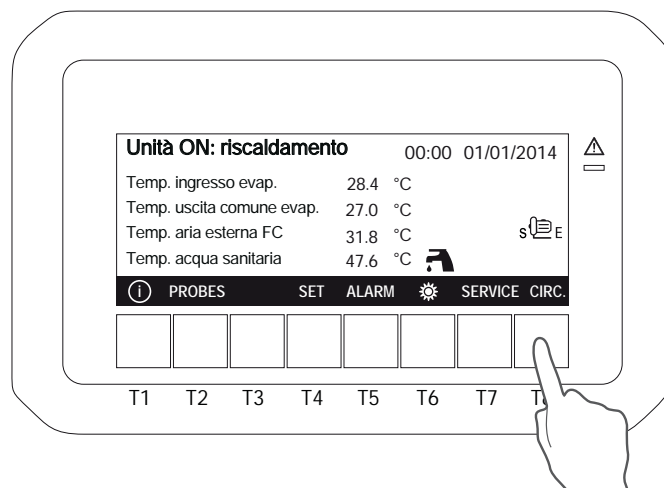 Unità ON: riscaldamento 00:00 01/01/2014
Temp. ingresso evap. 28.4 °C
Temp. uscita comune evap. 27.0 °C
Temp. aria esterna FC 31.8 °C
S E
Temp. acqua sanitaria 47.6 °C
i PROBES SET ALARM SERVICE CIRC.
T1 T2 T3 T4 T5 T6 T7